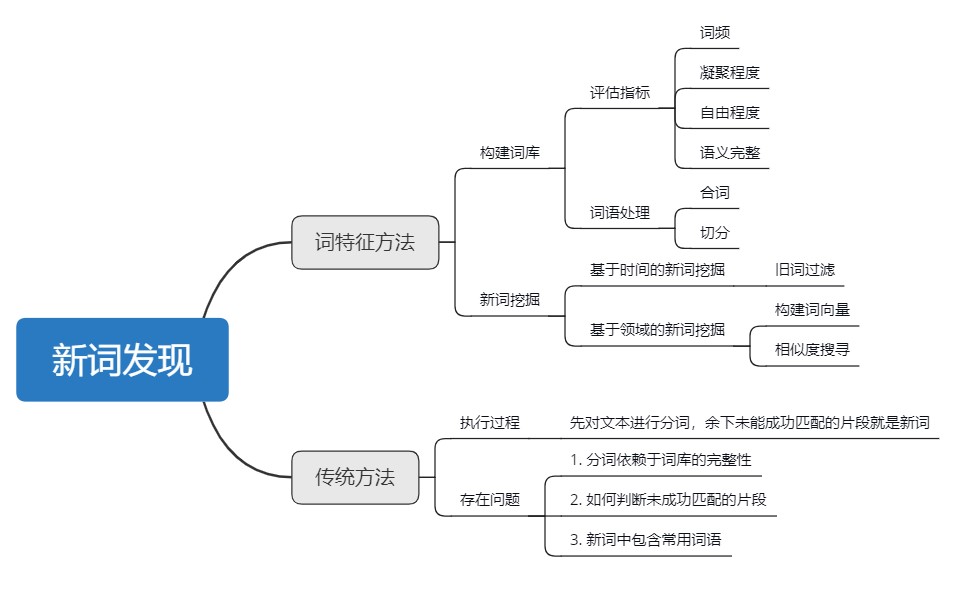 新词发现
词特征方法
构建词库
评估指标
词频
凝聚程度
自由程度
语义完整
词语处理
合词
切分
新词挖掘
基于时间的新词挖掘
旧词过滤
基于领域的新词挖掘
构建词向量
相似度搜寻
传统方法
执行过程
先对文本进行分词，余下未能成功匹配的片段就是新词
存在问题
1. 分词依赖于词库的完整性
2. 如何判断未成功匹配的片段
3. 新词中包含常用词语